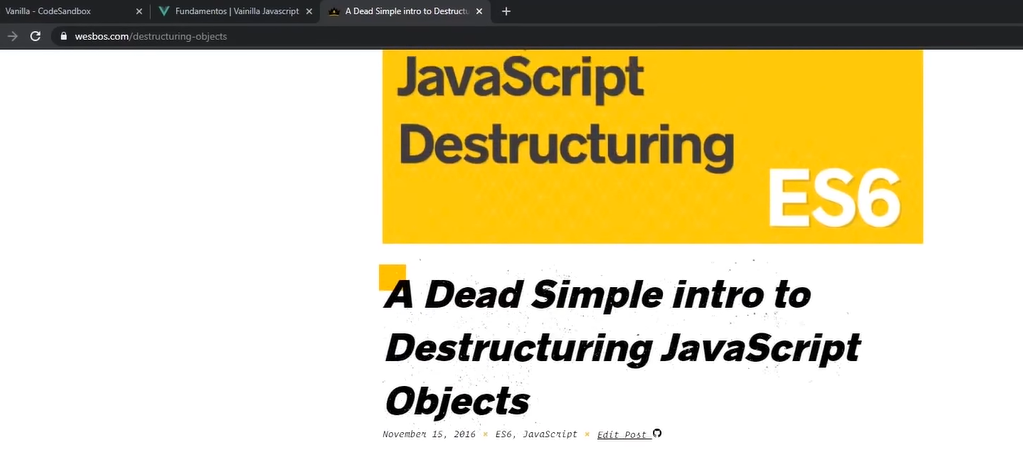 Vanilla - CodeSandbox
Fundamentos | Vainilla Javascript
A Dead Simple intro to Destructu
wesbos.com/destructuring-objects
JavaScript
Destructuring
ES6
A Dead Simple intro to
Destructuring JavaScript
Objects
November 15, 2016 × ES6, JavaScript × Edit Post